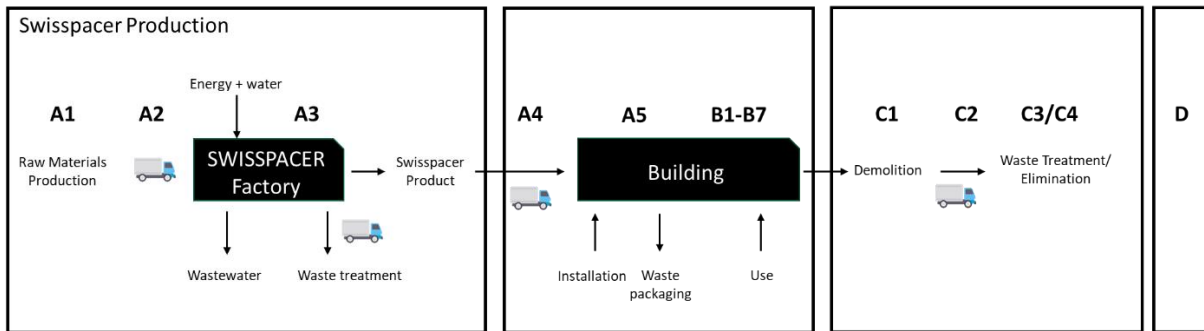 Swisspacer Production
Energy + water
A1
A2
A3
Raw Materials
Production
SWISSPACER
Factory
Swisspacer
Product
Wastewater
Waste treatment
A4
A5
B1-B7
Building
Installation
Waste
packaging
Use
C1
C2
C3/C4
Demolition
Waste Treatment/
Elimination
D